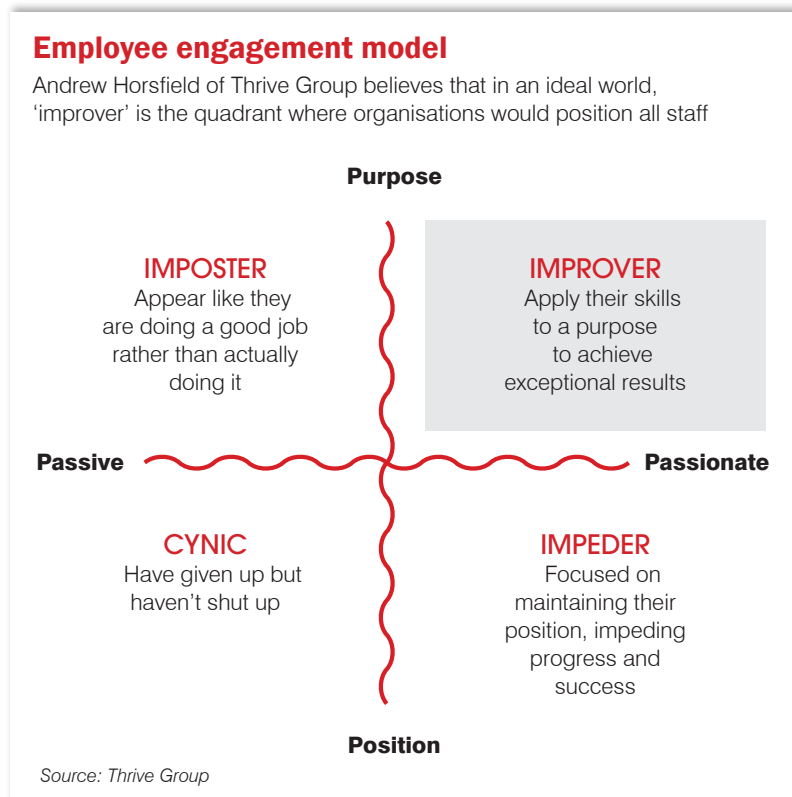 Employee engagement model
Andrew Horsfield of Thrive Group believes that in an ideal world,
‘improver’ is the quadrant where organisations would position all staff
Purpose
IMPOSTER
Appear like they
are doing a good job
rather than actually
doing it
IMPROVER
Apply their skills
to a purpose
to achieve
exceptional results
Passive
Passionate
CYNIC
Have given up but
haven’t shut up
IMPEDER
Focused on
maintaining their
position, impeding
progress and
success
Position
Source: Thrive Group